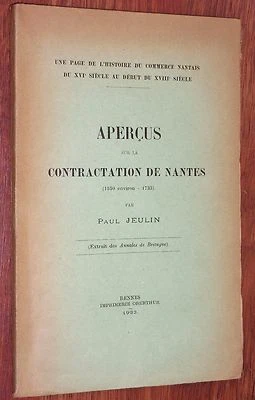 UNE PAGE DE L'HISTOIRE DU COMMERCE NANTAIS
DU XVIe SIÈCLE AU DÉBUT DU XVIIIe SIÈCLE
APERÇUS
SUR LA
CONTRACTATION DE NANTES
(1530 environ - 1733)
PAR
PAUL JEULIN
(Extrait des Annales de Bretagne)
RENNES
IMPRIMERIE OBERTHUR
1933